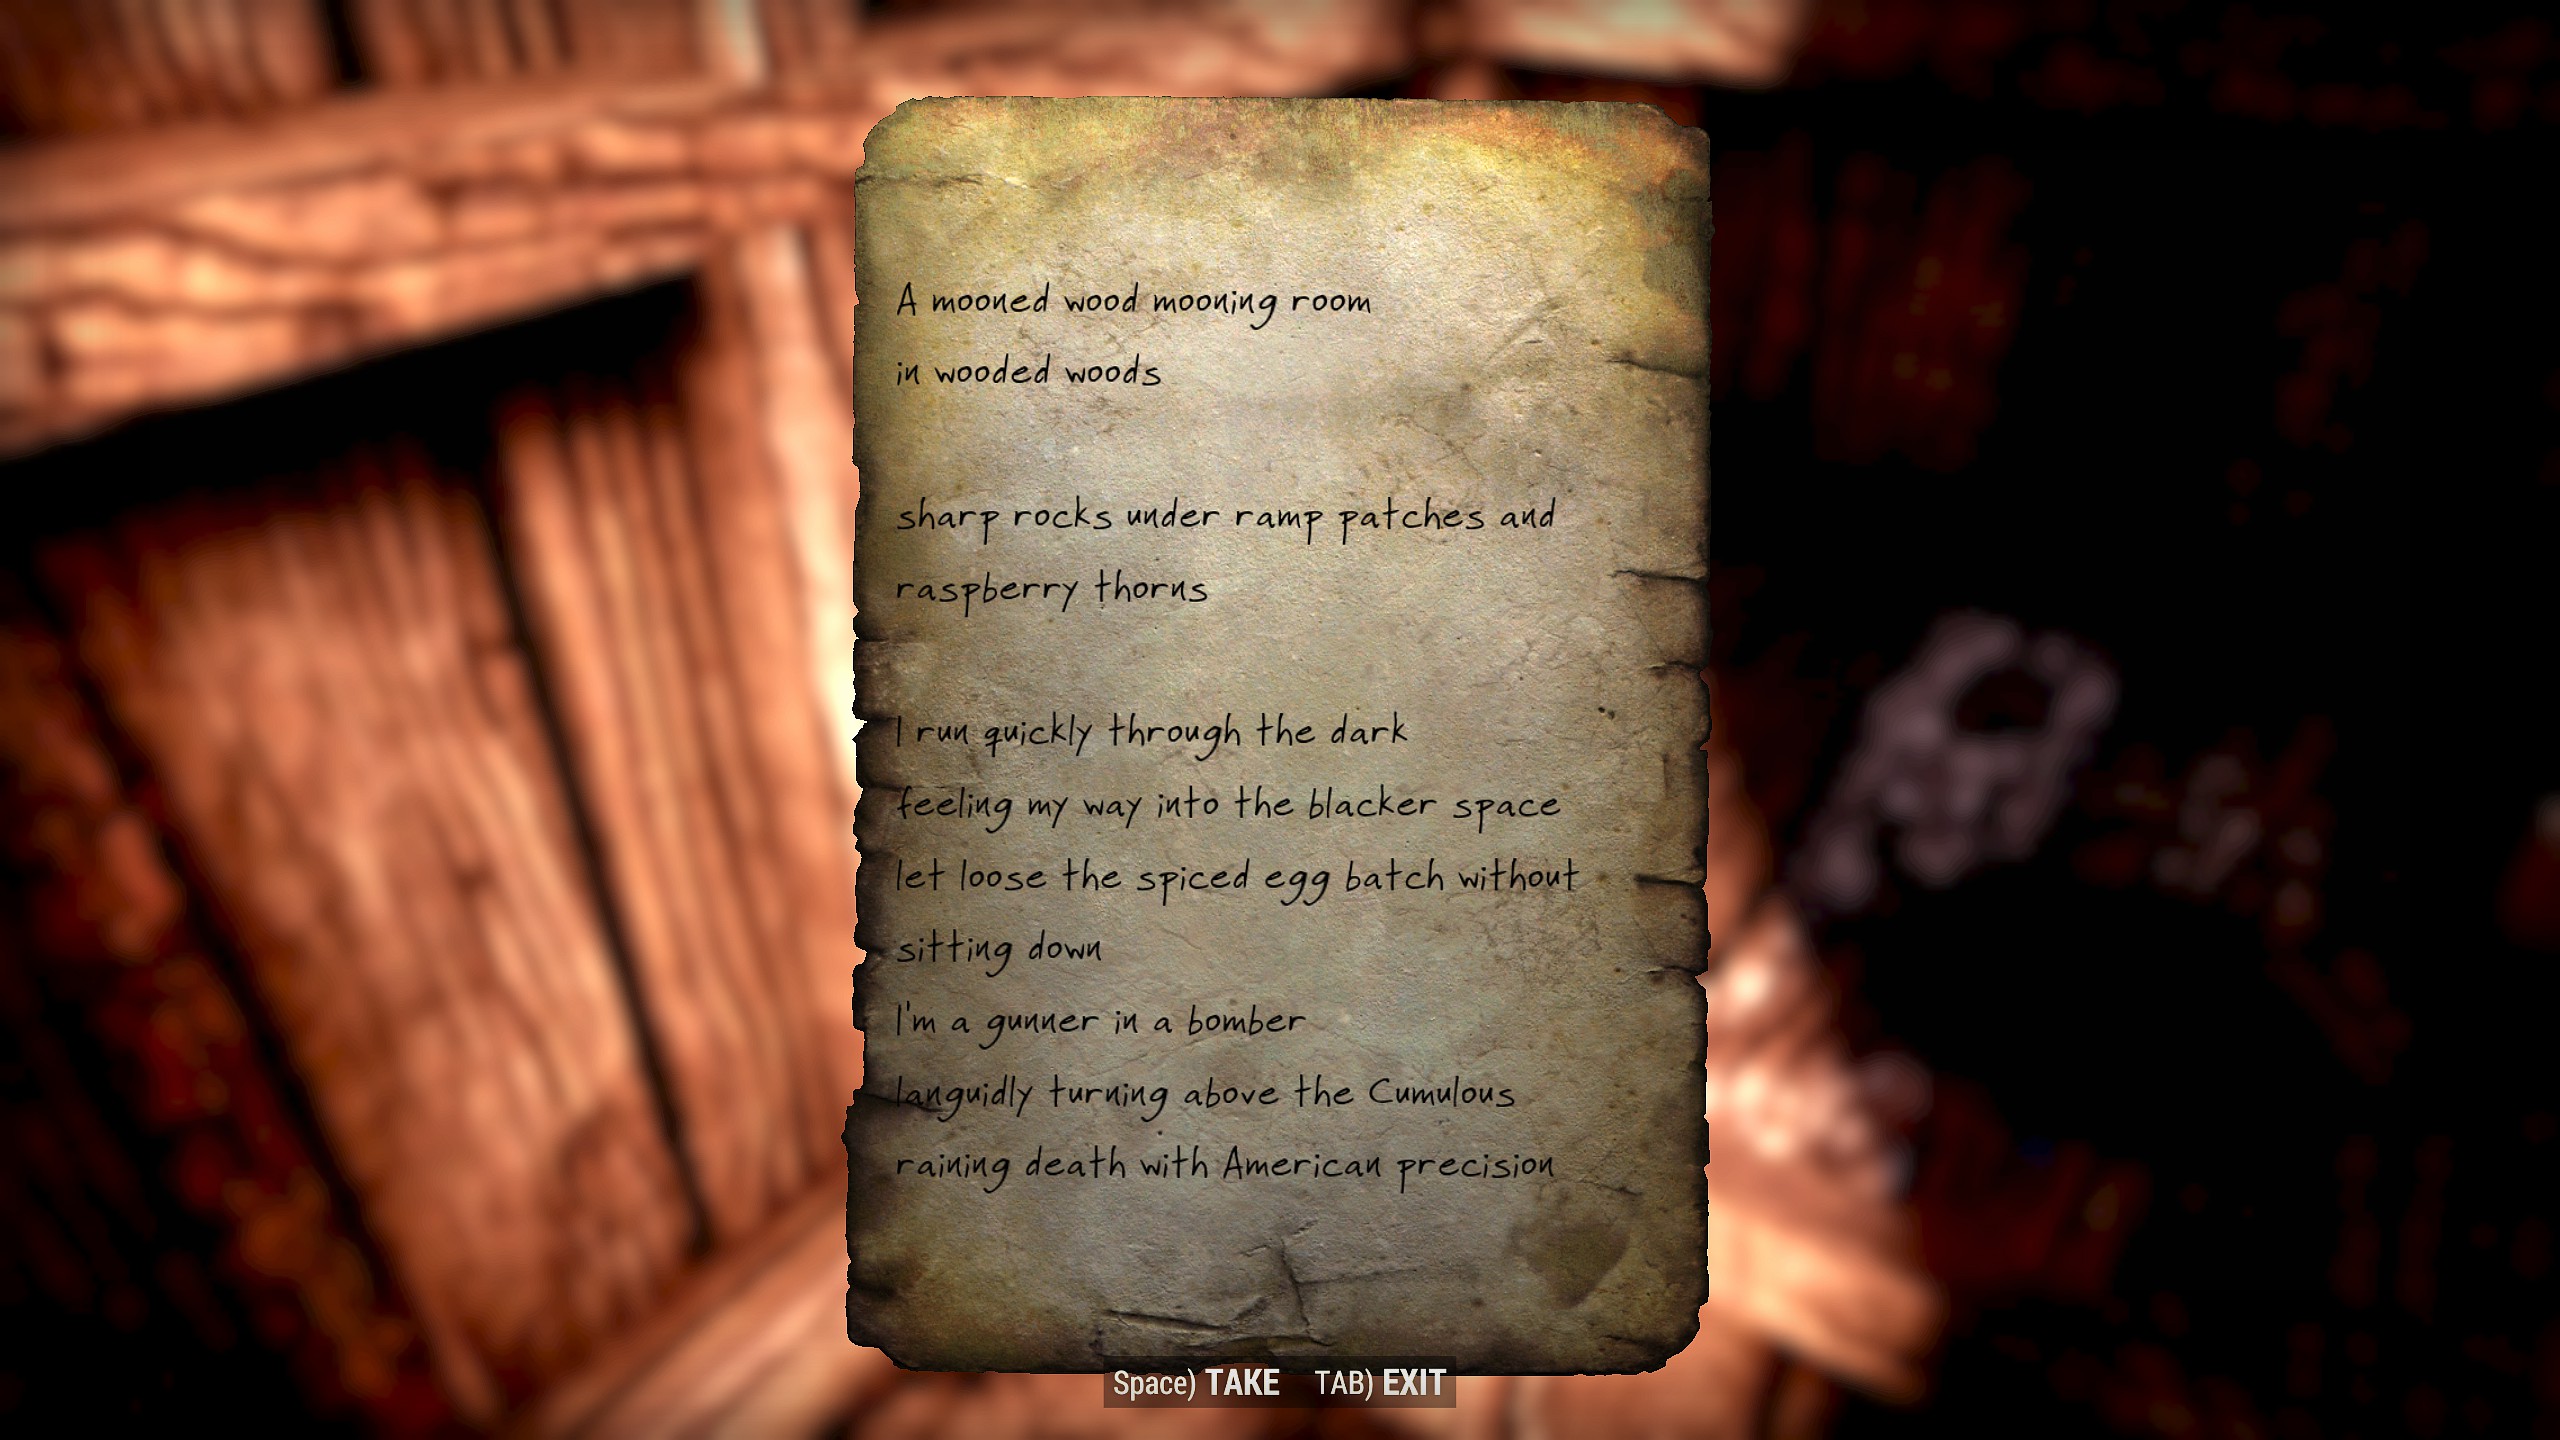 A mooned wood mooning room
in wooded woods
sharp rocks under ramp patches and
raspberry thorns
I run quickly through the dark
feeling my way into the blacker space
let loose the spiced egg batch without
sitting down
I'm a gunner in a bomber
languidly turning above the Cumulous
raining death with American precision
Space) TAKE TAB) EXIT